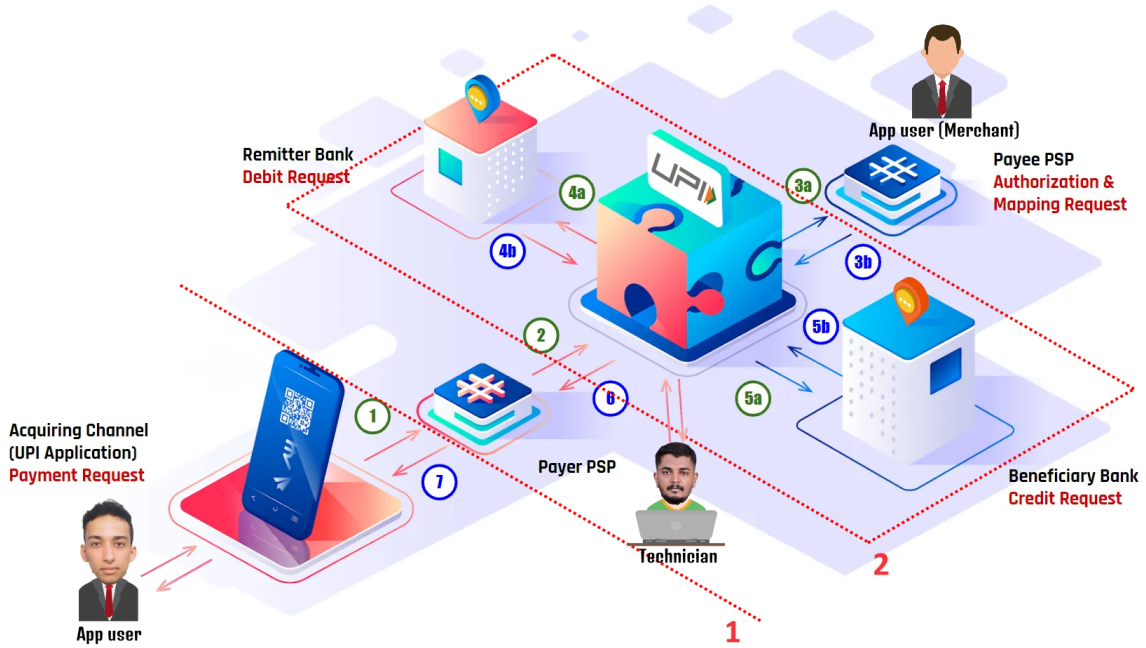 App user (Merchant)
Remitter Bank
Debit Request
Payee PSP
Authorization &
Mapping Request
UPI
4a
3a
4b
3b
5b
2
6
5a
1
7
Acquiring Channel
(UPI Application)
Payment Request
Payer PSP
Beneficiary Bank
Credit Request
Technician
2
App user
1